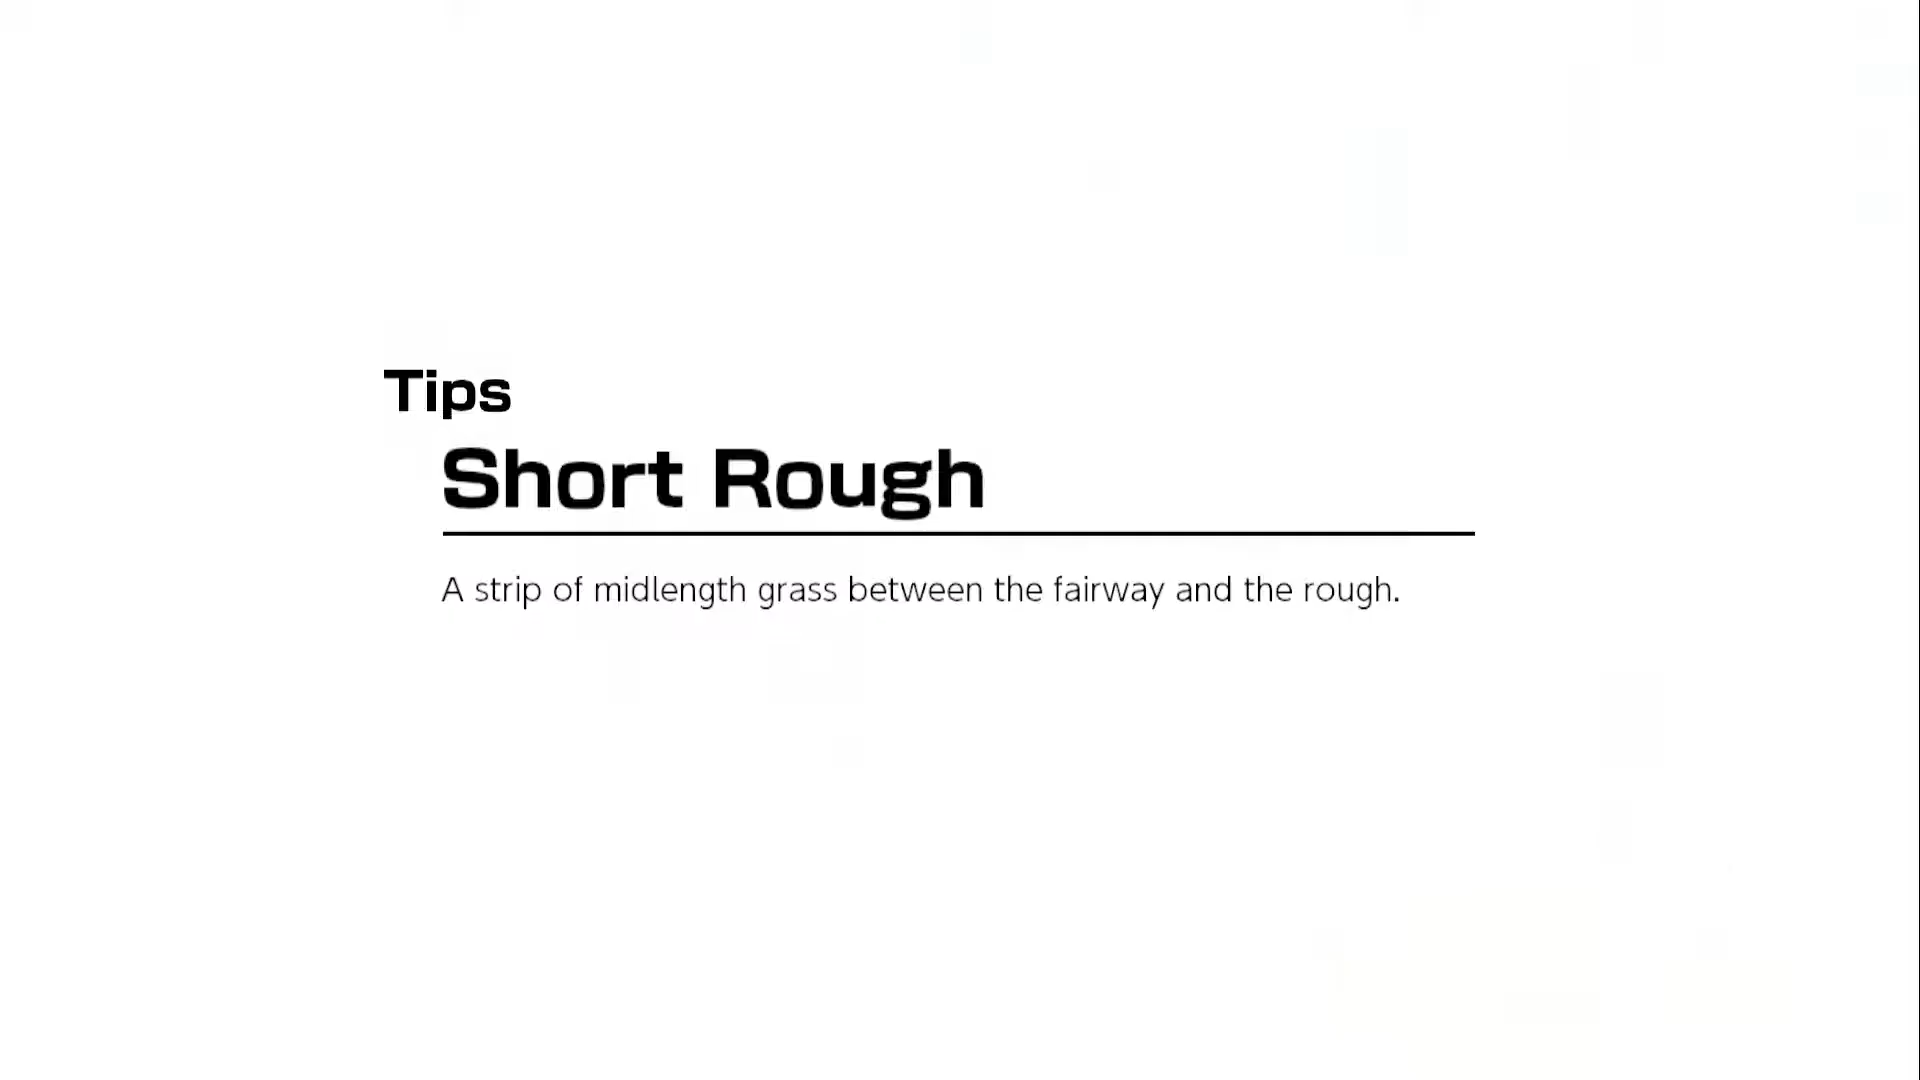 Tips
Short Rough
A strip of midlength grass between the fairway and the rough.